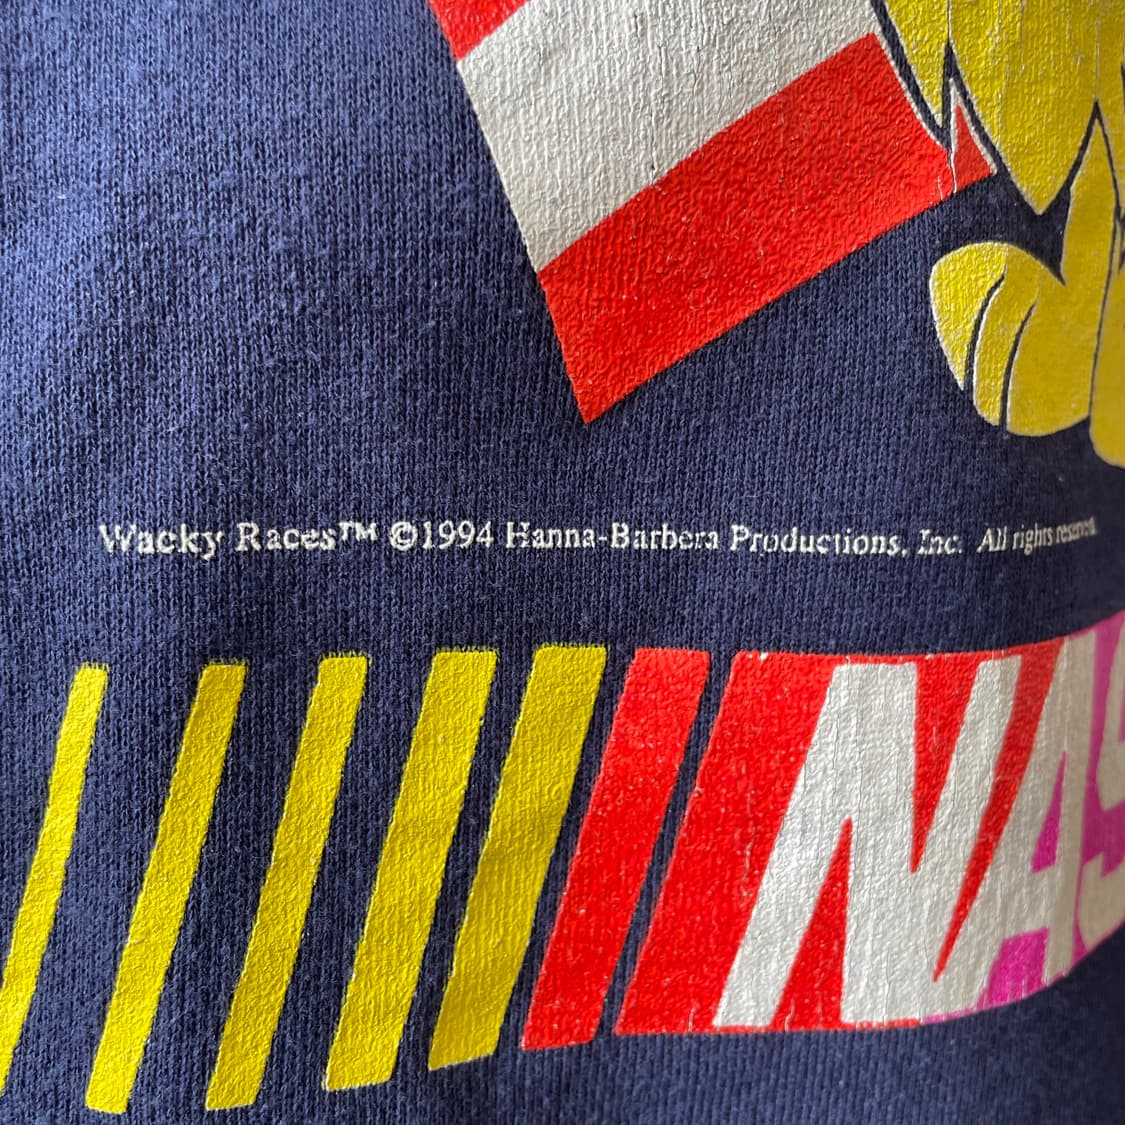 Wacky Races™ ©1994 Hanna-Barbera Productions, Inc. All rights reserved.
NAS